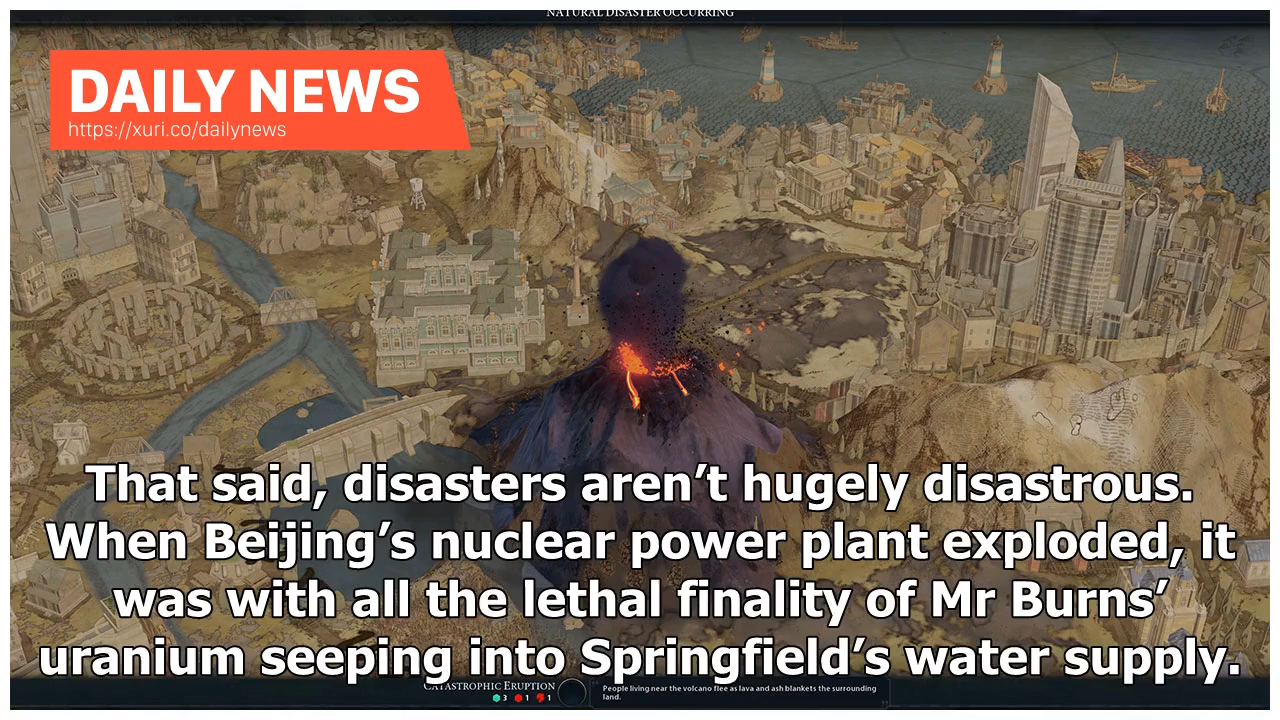 NATURAL DISASTER OCCURRING
DAILY NEWS
https://xuri.co/dailynews
That said, disasters aren’t hugely disastrous.
When Beijing’s nuclear power plant exploded, it
was with all the lethal finality of Mr Burns’
uranium seeping into Springfield’s water supply.
CATASTROPHIC ERUPTION
3 1 1
People living near the volcano flee as lava and ash blankets the surrounding
land.